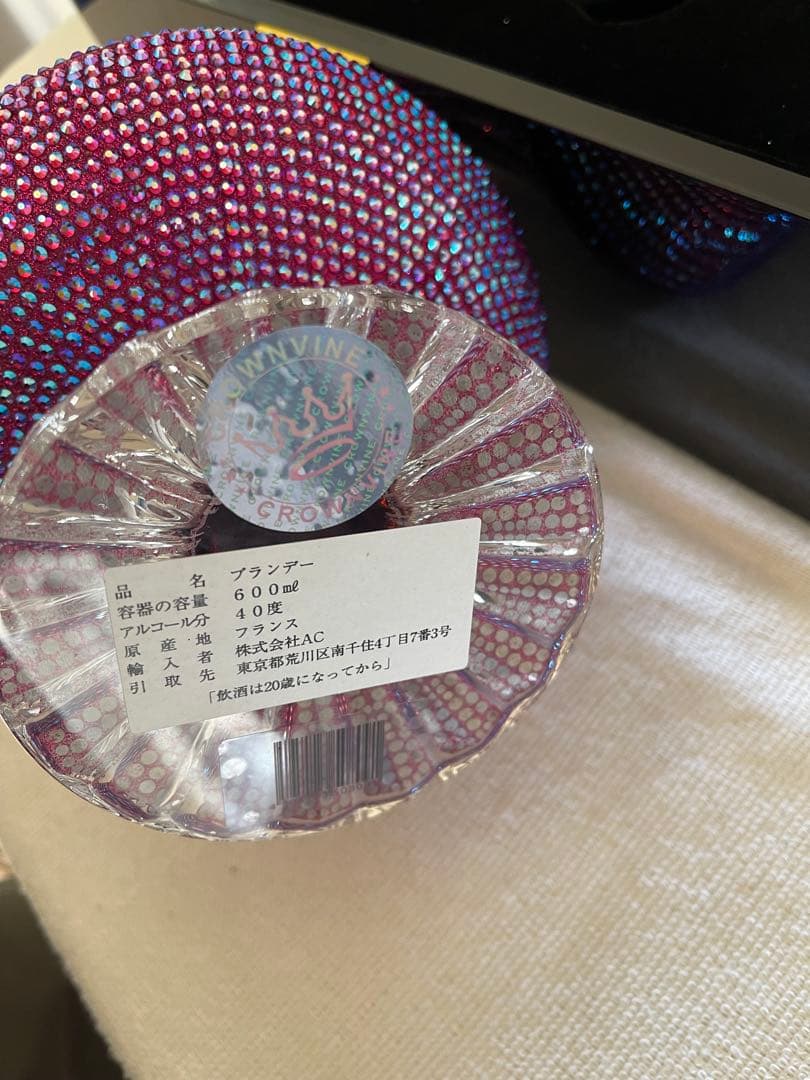 CROWNVINE
CROWNVINE
品名 ブランデー
容器の容量 600㎖
アルコール分 40度
原産地 フランス
輸入者 株式会社AC
引取先 東京都荒川区南千住4丁目7番3号
「飲酒は20歳になってから」